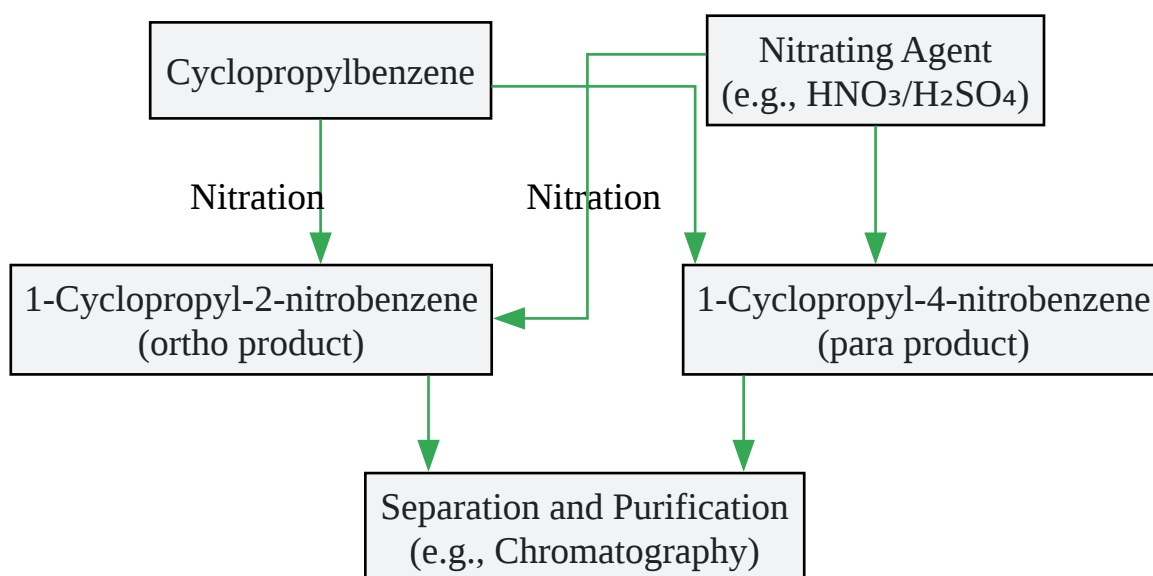 Cyclopropylbenzene
Nitrating Agent
(e.g., HNO₃/H₂SO₄)
Nitration
Nitration
1-Cyclopropyl-2-nitrobenzene
(ortho product)
1-Cyclopropyl-4-nitrobenzene
(para product)
Separation and Purification
(e.g., Chromatography)